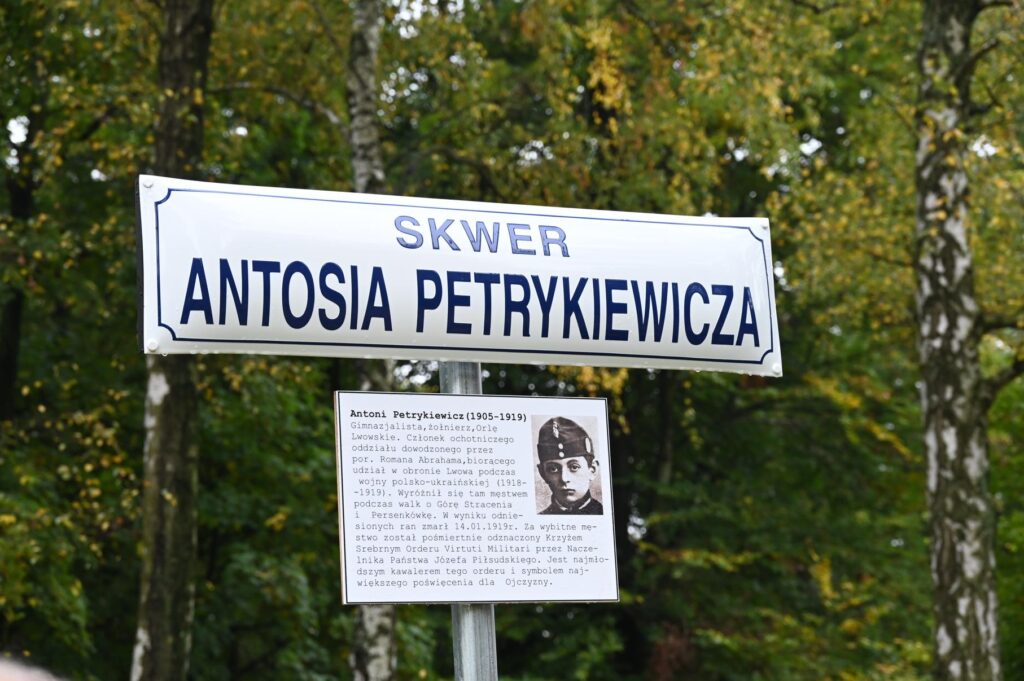 SKWER
ANTOSIA PETRYKIEWICZA
Antoni Petrykiewicz(1905-1919)
Gimnazjalista,żołnierz,Orlę
Lwowskie. Członek ochotniczego
oddziału dowodzonego przez
por. Romana Abrahama,biorącego
udział w obronie Lwowa podczas
wojny polsko-ukraińskiej (1918-
-1919). Wyróżnił się tam męstwem
podczas walk o Górę Stracenia
i Persenkówkę. W wyniku odnie-
sionych ran zmarł 14.01.1919r. Za wybitne mę-
stwo został pośmiertnie odznaczony Krzyżem
Srebrnym Orderu Virtuti Militari przez Nacze-
lnika Państwa Józefa Piłsudskiego. Jest najmło-
dszym kawalerem tego orderu i symbolem naj-
większego poświęcenia dla Ojczyzny.